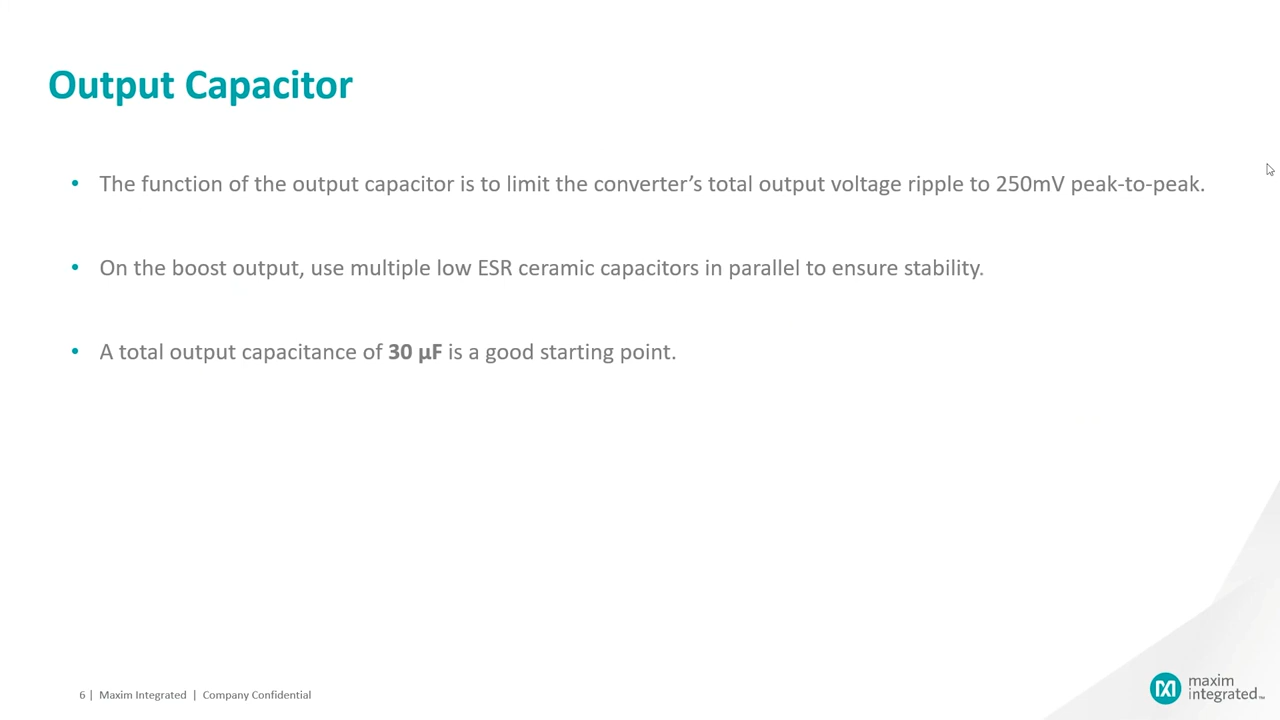 Output Capacitor
• The function of the output capacitor is to limit the converter’s total output voltage ripple to 250mV peak-to-peak.
• On the boost output, use multiple low ESR ceramic capacitors in parallel to ensure stability.
• A total output capacitance of 30 µF is a good starting point.
6 | Maxim Integrated | Company Confidential
maxim
integrated™